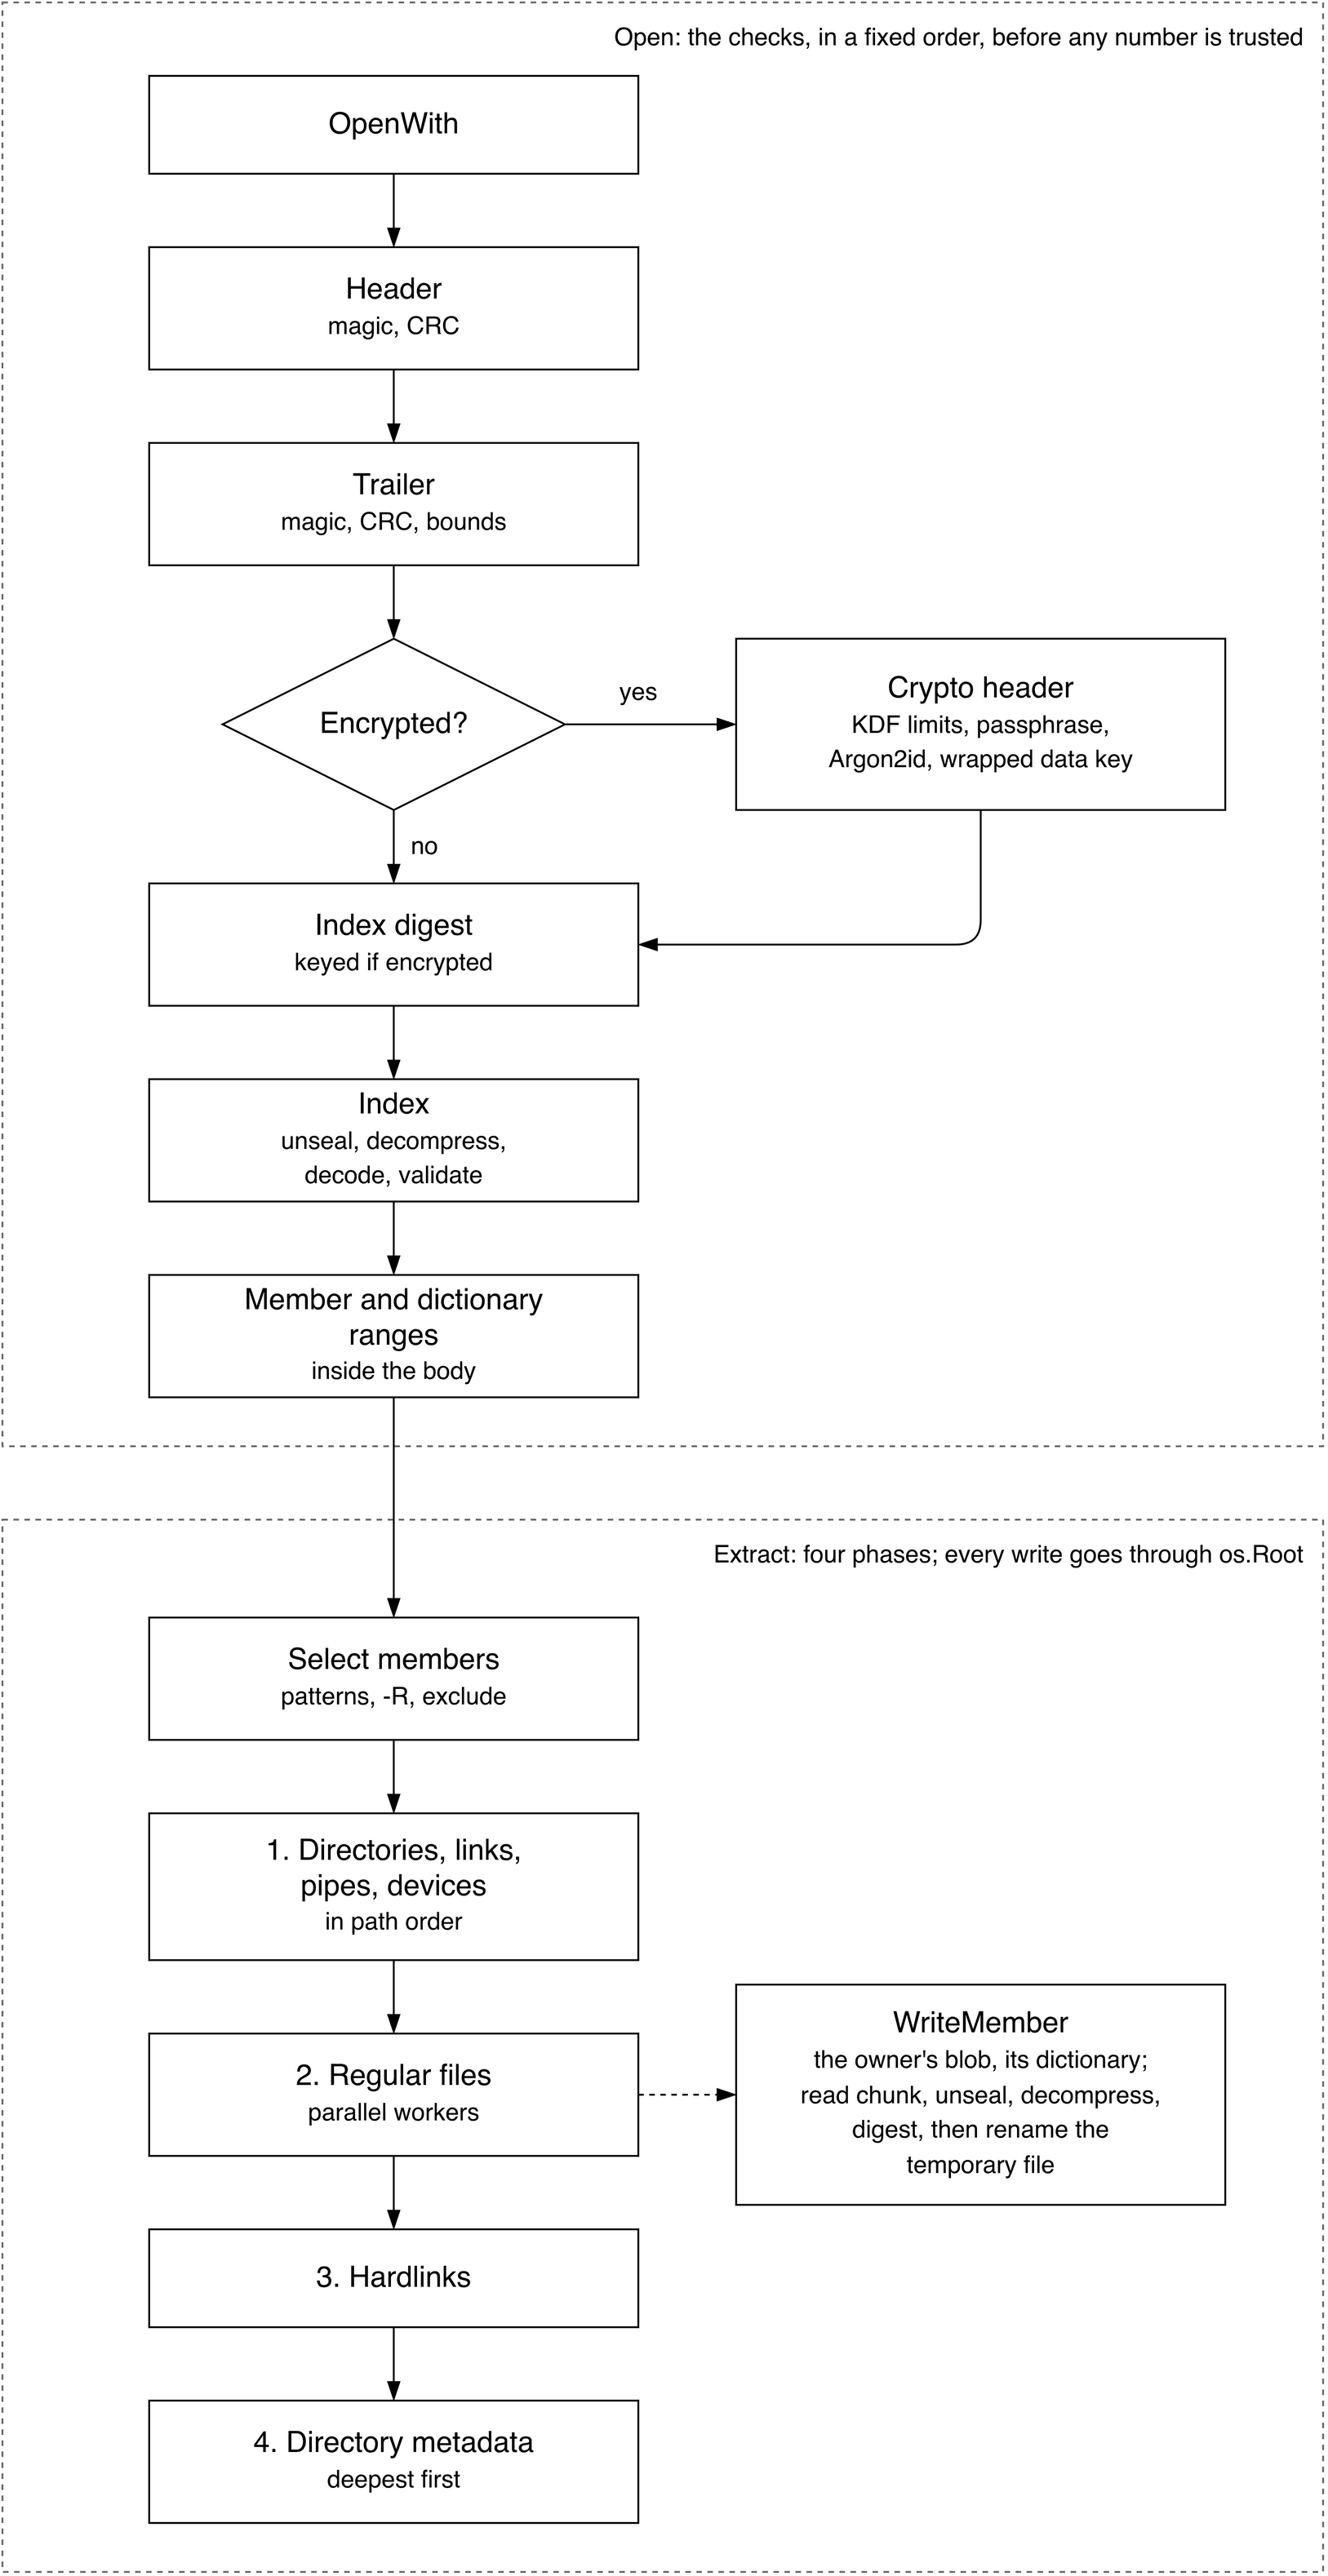 Open: the checks, in a fixed order, before any number is trusted
OpenWith
Header
magic, CRC
Trailer
magic, CRC, bounds
Encrypted?
yes
Crypto header
KDF limits, passphrase,
Argon2id, wrapped data key
no
Index digest
keyed if encrypted
Index
unseal, decompress,
decode, validate
Member and dictionary
ranges
inside the body
Extract: four phases; every write goes through os.Root
Select members
patterns, -R, exclude
1. Directories, links,
pipes, devices
in path order
2. Regular files
parallel workers
WriteMember
the owner's blob, its dictionary;
read chunk, unseal, decompress,
digest, then rename the
temporary file
3. Hardlinks
4. Directory metadata
deepest first